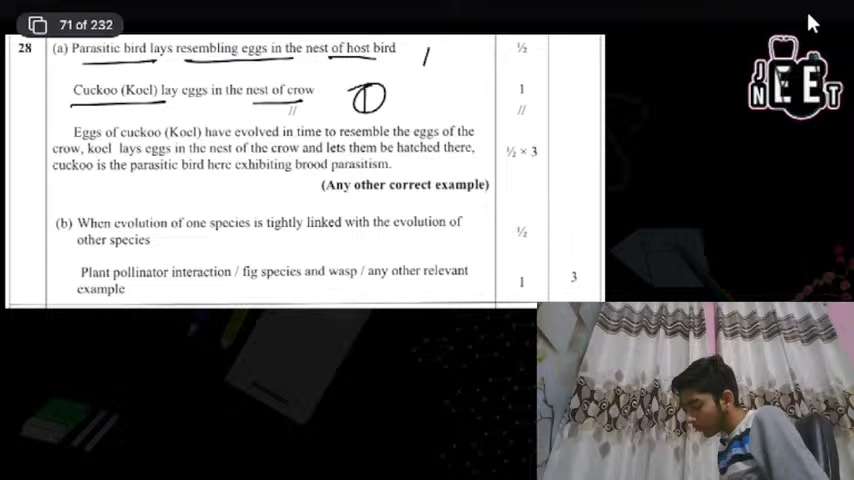 71 of 232
28 (a) Parasitic bird lays resembling eggs in the nest of host bird ½
Cuckoo (Koel) lay eggs in the nest of crow 1
// //
Eggs of cuckoo (Koel) have evolved in time to resemble the eggs of the
crow, koel lays eggs in the nest of the crow and lets them be hatched there, ½ × 3
cuckoo is the parasitic bird here exhibiting brood parasitism.
(Any other correct example)
(b) When evolution of one species is tightly linked with the evolution of
other species ½
Plant pollinator interaction / fig species and wasp / any other relevant 3
example 1
JNEET